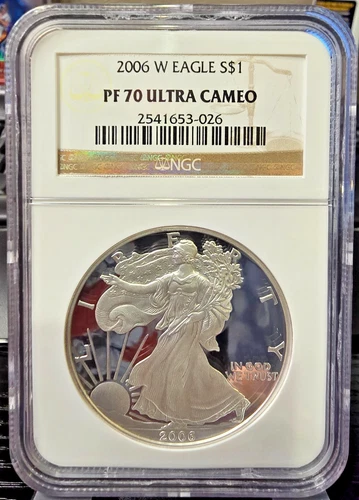 2006 W EAGLE S$1
PF 70 ULTRA CAMEO
2541653-026
NGC
LIBERTY
IN GOD
WE TRUST
2006